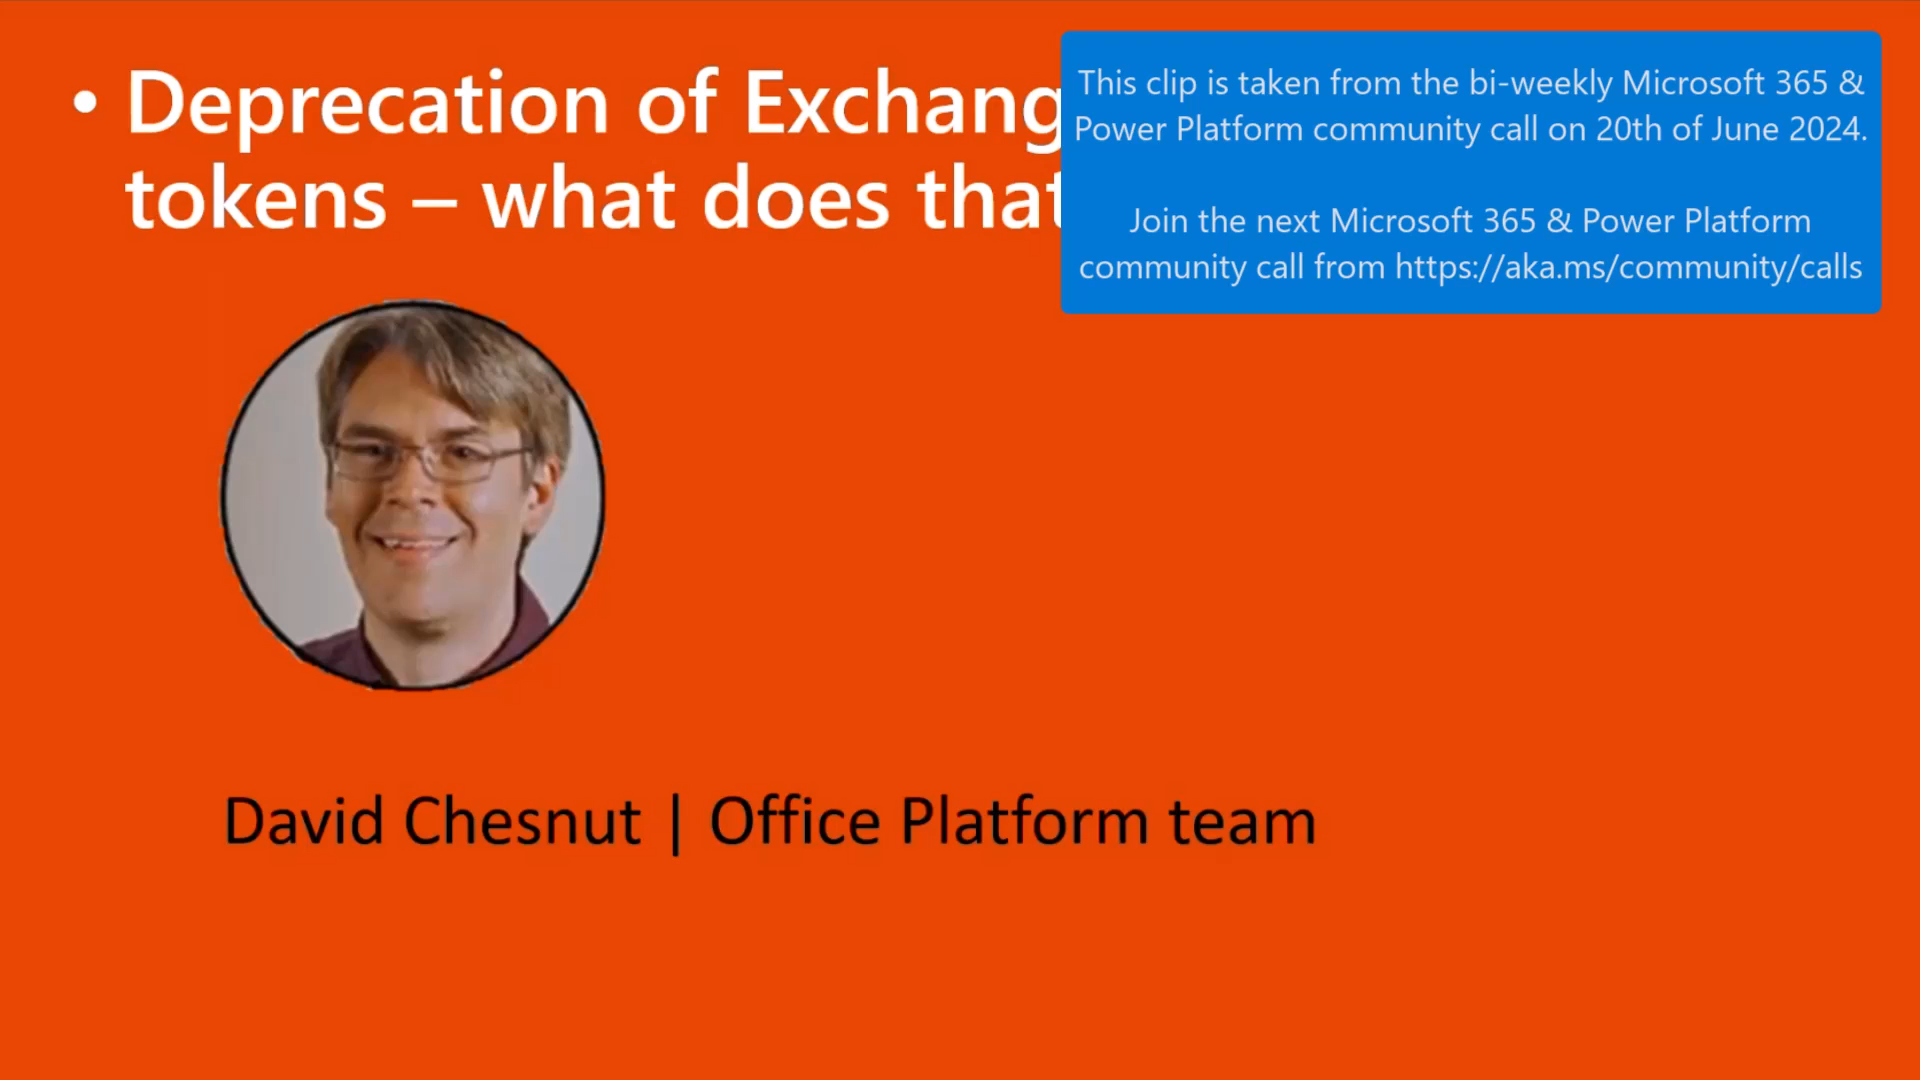 • Deprecation of Exchang
tokens – what does that
This clip is taken from the bi-weekly Microsoft 365 &
Power Platform community call on 20th of June 2024.
Join the next Microsoft 365 & Power Platform
community call from https://aka.ms/community/calls
David Chesnut | Office Platform team